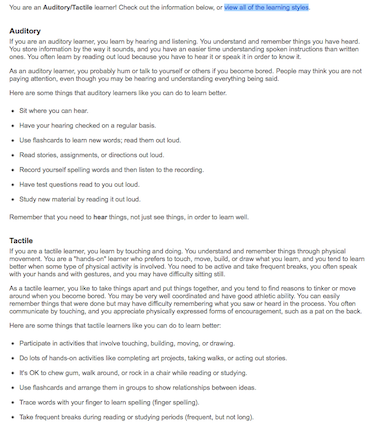 You are an Auditory/Tactile learner! Check out the information below, or view all of the learning styles.
Auditory
If you are an auditory learner, you learn by hearing and listening. You understand and remember things you have heard.
You store information by the way it sounds, and you have an easier time understanding spoken instructions than written
ones. You often learn by reading out loud because you have to hear it or speak it in order to know it.
As an auditory learner, you probably hum or talk to yourself or others if you become bored. People may think you are not
paying attention, even though you may be hearing and understanding everything being said.
Here are some things that auditory learners like you can do to learn better.
• Sit where you can hear.
• Have your hearing checked on a regular basis.
• Use flashcards to learn new words; read them out loud.
• Read stories, assignments, or directions out loud.
• Record yourself spelling words and then listen to the recording.
• Have test questions read to you out loud.
• Study new material by reading it out loud.
Remember that you need to hear things, not just see things, in order to learn well.
Tactile
If you are a tactile learner, you learn by touching and doing. You understand and remember things through physical
movement. You are a "hands-on" learner who prefers to touch, move, build, or draw what you learn, and you tend to learn
better when some type of physical activity is involved. You need to be active and take frequent breaks, you often speak
with your hands and with gestures, and you may have difficulty sitting still.
As a tactile learner, you like to take things apart and put things together, and you tend to find reasons to tinker or move
around when you become bored. You may be very well coordinated and have good athletic ability. You can easily
remember things that were done but may have difficulty remembering what you saw or heard in the process. You often
communicate by touching, and you appreciate physically expressed forms of encouragement, such as a pat on the back.
Here are some things that tactile learners like you can do to learn better:
• Participate in activities that involve touching, building, moving, or drawing.
• Do lots of hands-on activities like completing art projects, taking walks, or acting out stories.
• It's OK to chew gum, walk around, or rock in a chair while reading or studying.
• Use flashcards and arrange them in groups to show relationships between ideas.
• Trace words with your finger to learn spelling (finger spelling).
• Take frequent breaks during reading or studying periods (frequent, but not long).